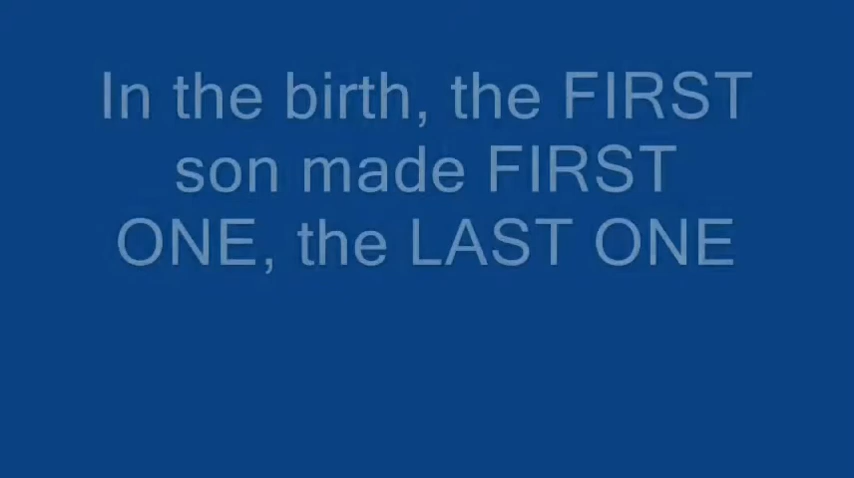 In the birth, the FIRST
son made FIRST
ONE, the LAST ONE